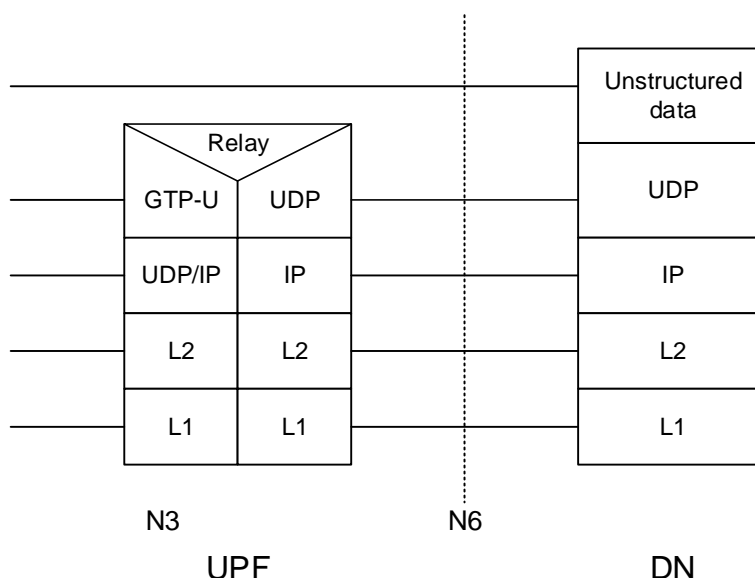 Unstructured
data
Relay
GTP-U UDP UDP
UDP/IP IP IP
L2 L2 L2
L1 L1 L1
N3 N6
UPF DN